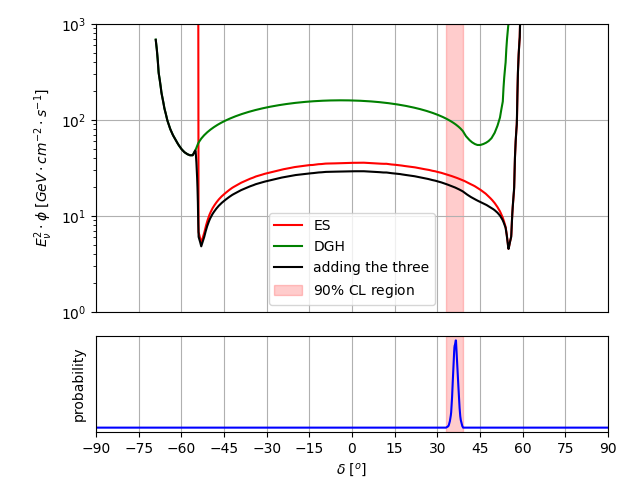 10³
10²
10¹
10⁰
E_ν² · ϕ [GeV · cm⁻² · s⁻¹]
ES
DGH
adding the three
90% CL region
probability
−90 −75 −60 −45 −30 −15 0 15 30 45 60 75 90
δ [°]